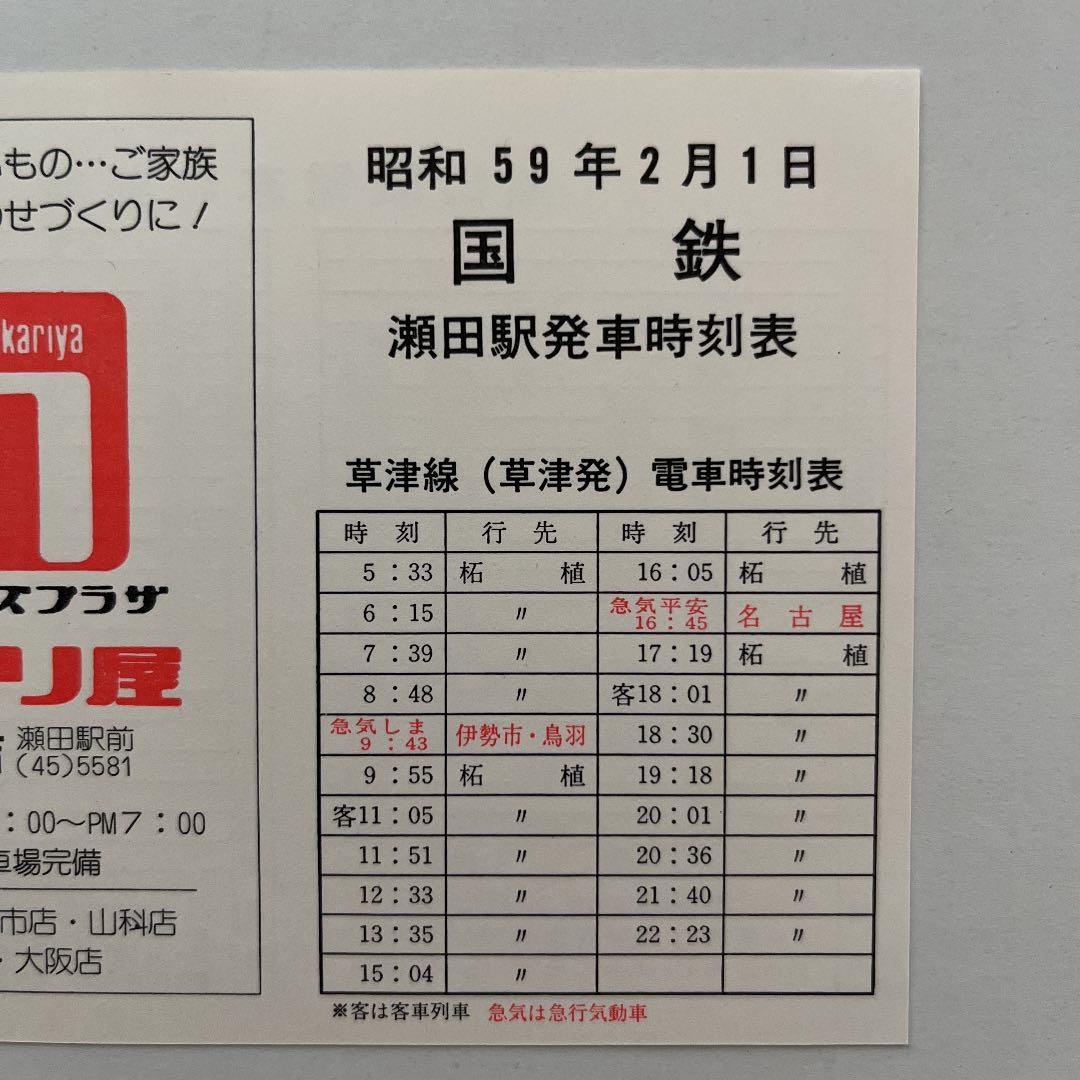 もの…ご家族
せづくりに！
kariya
スプラザ
リ屋
瀬田駅前
(45)5581
：00〜PM7：00
車場完備
市店・山科店
・大阪店
昭和 59 年 2 月 1 日
国 鉄
瀬田駅発車時刻表
草津線（草津発）電車時刻表
時 刻 行 先 時 刻 行 先
5：33 柘 植 16：05 柘 植
6：15 〃 急気平安 16：45 名 古 屋
7：39 〃 17：19 柘 植
8：48 〃 客18：01 〃
急気しま 9：43 伊勢市・鳥羽 18：30 〃
9：55 柘 植 19：18 〃
客11：05 〃 20：01 〃
11：51 〃 20：36 〃
12：33 〃 21：40 〃
13：35 〃 22：23 〃
15：04 〃
※客は客車列車 急気は急行気動車